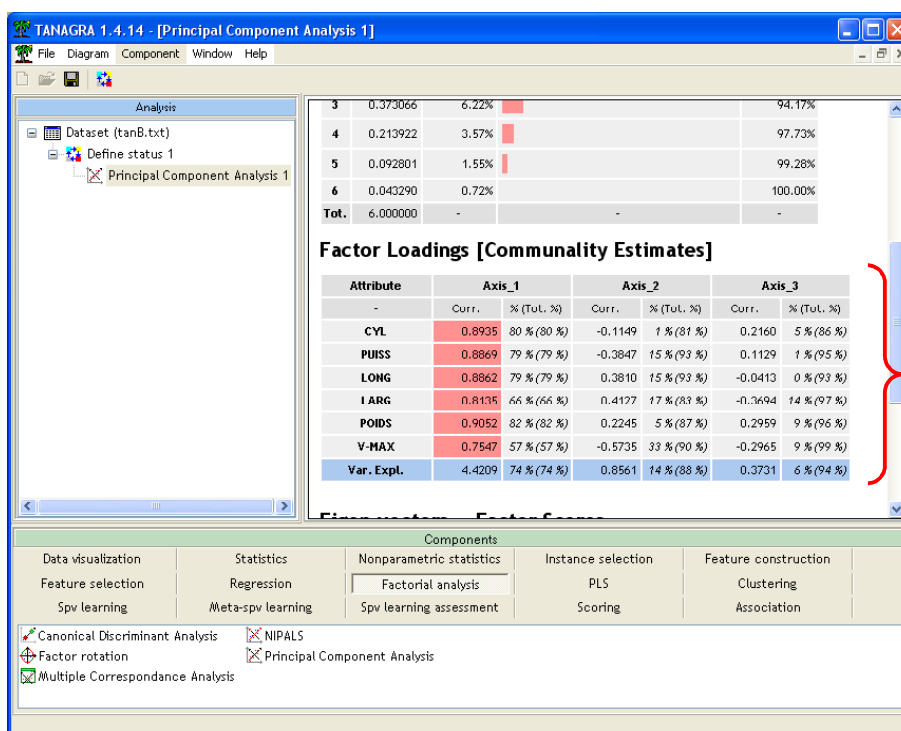 TANAGRA 1.4.14 - [Principal Component Analysis 1]
File Diagram Component Window Help
Analysis
Dataset (tanB.txt)
Define status 1
Principal Component Analysis 1
3 0.373066 6.22% 94.17%
4 0.213922 3.57% 97.73%
5 0.092801 1.55% 99.28%
6 0.043290 0.72% 100.00%
Tot. 6.000000 - - -
Factor Loadings [Communality Estimates]
Attribute Axis_1 Axis_2 Axis_3
- Corr. % (Tot. %) Corr. % (Tot. %) Corr. % (Tot. %)
CYL 0.8935 80 % (80 %) -0.1149 1 % (81 %) 0.2160 5 % (86 %)
PUISS 0.8869 79 % (79 %) -0.3847 15 % (93 %) 0.1129 1 % (95 %)
LONG 0.8862 79 % (79 %) 0.3810 15 % (93 %) -0.0413 0 % (93 %)
LARG 0.8135 66 % (66 %) 0.4127 17 % (83 %) -0.3694 14 % (97 %)
POIDS 0.9052 82 % (82 %) 0.2245 5 % (87 %) 0.2959 9 % (96 %)
V-MAX 0.7547 57 % (57 %) -0.5735 33 % (90 %) -0.2965 9 % (99 %)
Var. Expl. 4.4209 74 % (74 %) 0.8561 14 % (88 %) 0.3731 6 % (94 %)
Components
Data visualization Statistics Nonparametric statistics Instance selection Feature construction
Feature selection Regression Factorial analysis PLS Clustering
Spv learning Meta-spv learning Spv learning assessment Scoring Association
Canonical Discriminant Analysis NIPALS
Factor rotation Principal Component Analysis
Multiple Correspondance Analysis